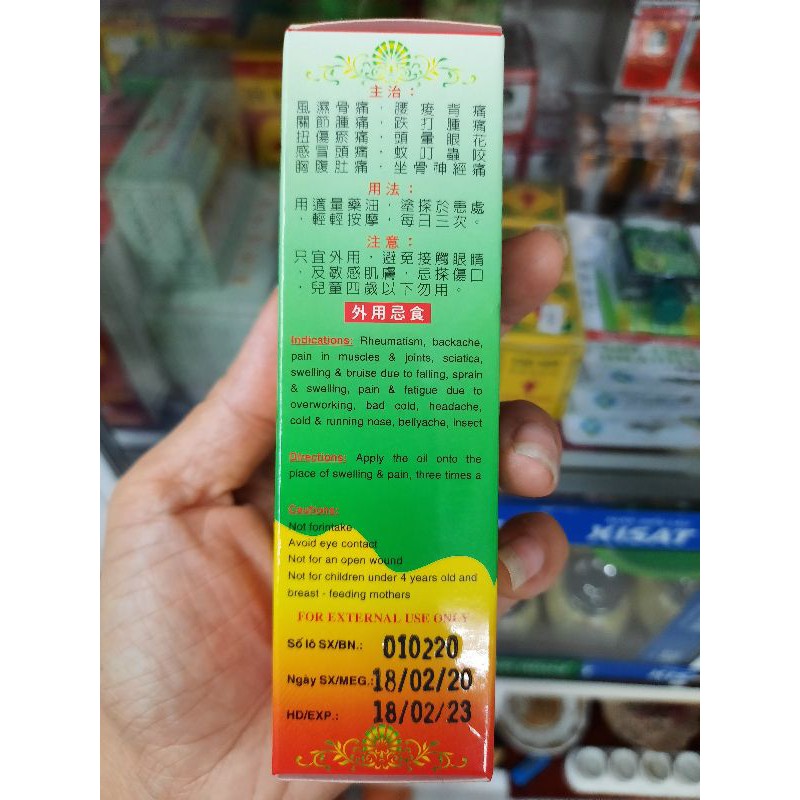 主治：
風濕骨痛，腰痠背痛
關節腫痛，跌打腫痛
扭傷瘀痛，頭暈眼花
感冒頭痛，蚊叮蟲咬
胸腹肚痛，坐骨神經痛
用法：
用適量藥油，塗搽於患處
，輕輕按摩，每日三次。
注意：
只宜外用，避免接觸眼睛
，及敏感肌膚，忌搽傷口
，兒童四歲以下勿用。
外用忌食
Indications: Rheumatism, backache,
pain in muscles & joints, sciatica,
swelling & bruise due to falling, sprain
& swelling, pain & fatigue due to
overworking, bad cold, headache,
cold & running nose, bellyache, insect
Directions: Apply the oil onto the
place of swelling & pain, three times a
Cautions:
Not forintake
Avoid eye contact
Not for an open wound
Not for children under 4 years old and
breast - feeding mothers
FOR EXTERNAL USE ONLY
Số lô SX/BN.: 010220
Ngày SX/MEG.: 18/02/20
HD/EXP.: 18/02/23
XISAT